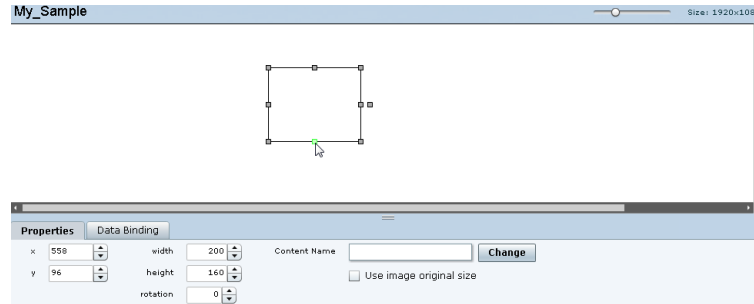 My_Sample
Size: 1920x108
Properties Data Binding
x 558 width 200 Content Name Change
y 96 height 160 Use image original size
rotation 0